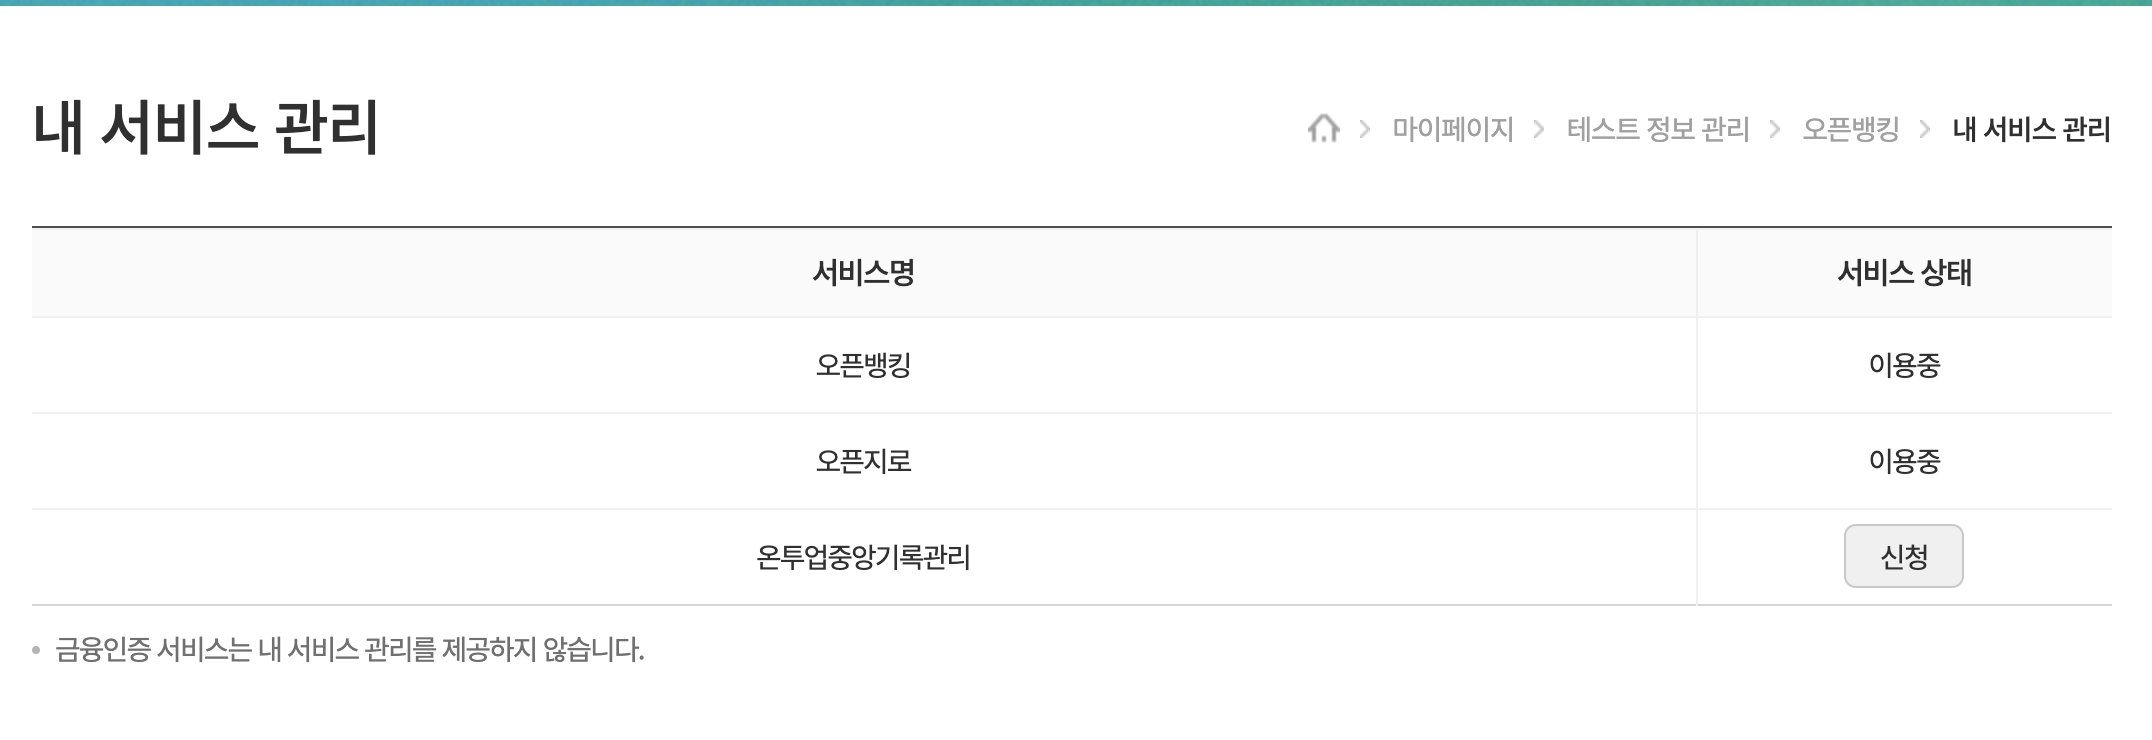 내 서비스 관리
마이페이지 > 테스트 정보 관리 > 오픈뱅킹 > 내 서비스 관리
서비스명 서비스 상태
오픈뱅킹 이용중
오픈지로 이용중
온투업중앙기록관리 신청
• 금융인증 서비스는 내 서비스 관리를 제공하지 않습니다.